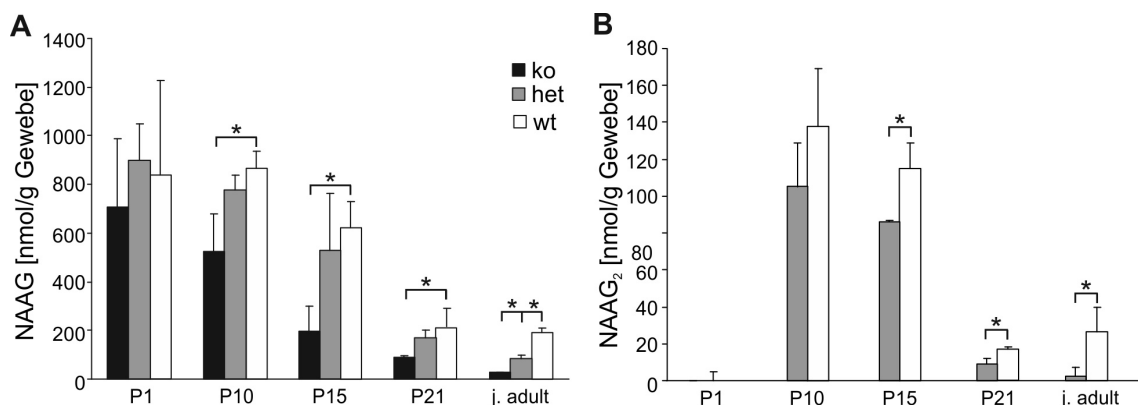 A
B
NAAG [nmol/g Gewebe]
1400
1200
1000
800
600
400
200
0
ko
het
wt
*
*
*
* *
P1 P10 P15 P21 j. adult
NAAG2 [nmol/g Gewebe]
180
160
140
120
100
80
60
40
20
0
*
*
*
P1 P10 P15 P21 j. adult